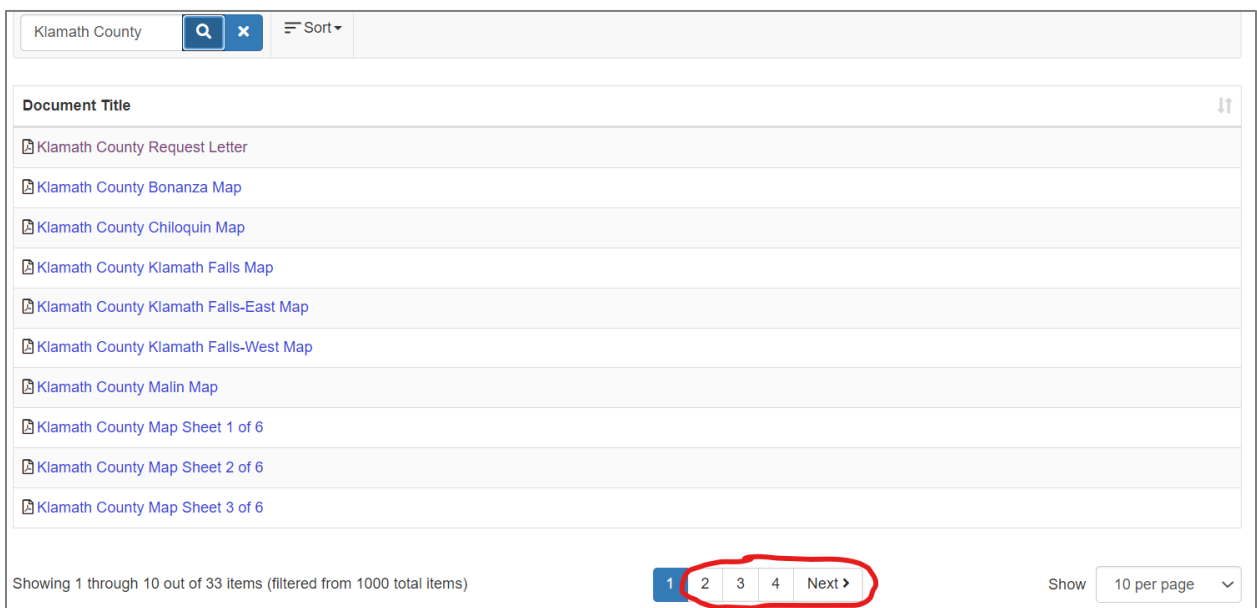 Klamath County Sort
Document Title
Klamath County Request Letter
Klamath County Bonanza Map
Klamath County Chiloquin Map
Klamath County Klamath Falls Map
Klamath County Klamath Falls-East Map
Klamath County Klamath Falls-West Map
Klamath County Malin Map
Klamath County Map Sheet 1 of 6
Klamath County Map Sheet 2 of 6
Klamath County Map Sheet 3 of 6
Showing 1 through 10 out of 33 items (filtered from 1000 total items) 1 2 3 4 Next > Show 10 per page